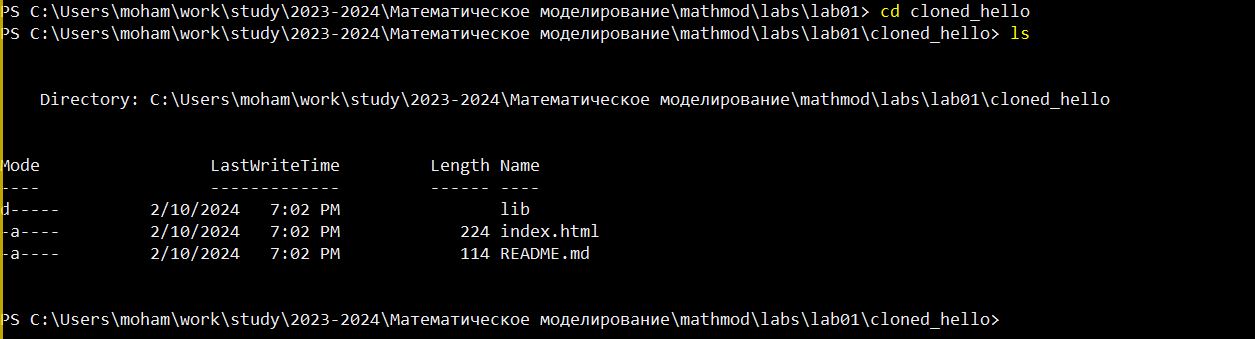 PS C:\Users\moham\work\study\2023-2024\Математическое моделирование\mathmod\labs\lab01> cd cloned_hello
PS C:\Users\moham\work\study\2023-2024\Математическое моделирование\mathmod\labs\lab01\cloned_hello> ls
Directory: C:\Users\moham\work\study\2023-2024\Математическое моделирование\mathmod\labs\lab01\cloned_hello
Mode                 LastWriteTime         Length Name
----                 -------------         ------ ----
d-----         2/10/2024   7:02 PM                lib
-a----         2/10/2024   7:02 PM            224 index.html
-a----         2/10/2024   7:02 PM            114 README.md
PS C:\Users\moham\work\study\2023-2024\Математическое моделирование\mathmod\labs\lab01\cloned_hello>